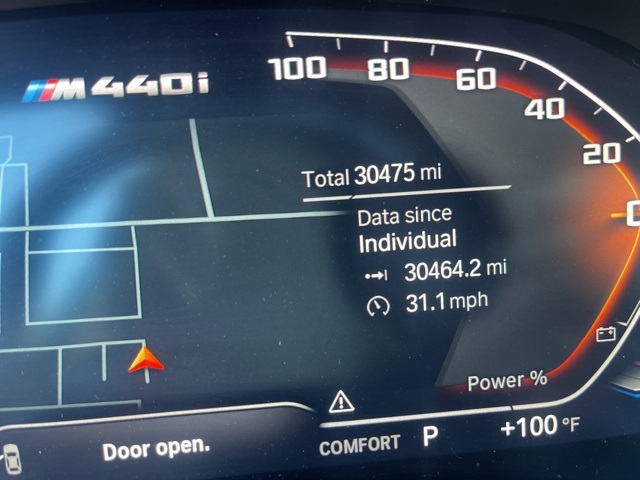 M440i
100
80
60
40
20
0
Total 30475 mi
Data since
Individual
30464.2 mi
31.1 mph
Power %
Door open.
COMFORT P +100 °F